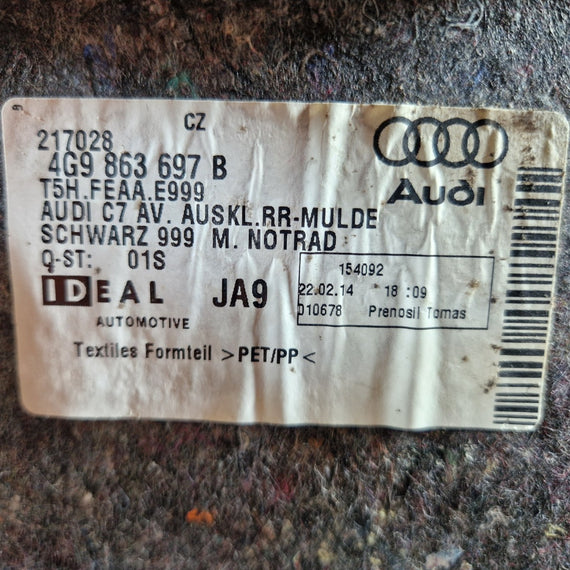 9
CZ
217028
4G9 863 697 B
T5H.FEAA.E999
AUDI C7 AV. AUSKL.RR-MULDE
SCHWARZ 999 M. NOTRAD
Q-ST: 01S
IDEAL
AUTOMOTIVE
JA9
154092
22.02.14 18:09
010678 Prenosil Tomas
Textiles Formteil >PET/PP<
Audi